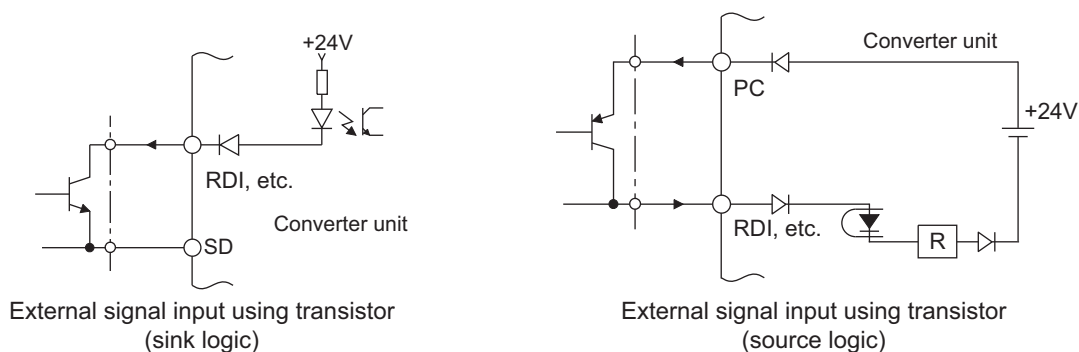 +24V
RDI, etc.
Converter unit
SD
External signal input using transistor
(sink logic)
Converter unit
PC
+24V
RDI, etc.
R
External signal input using transistor
(source logic)